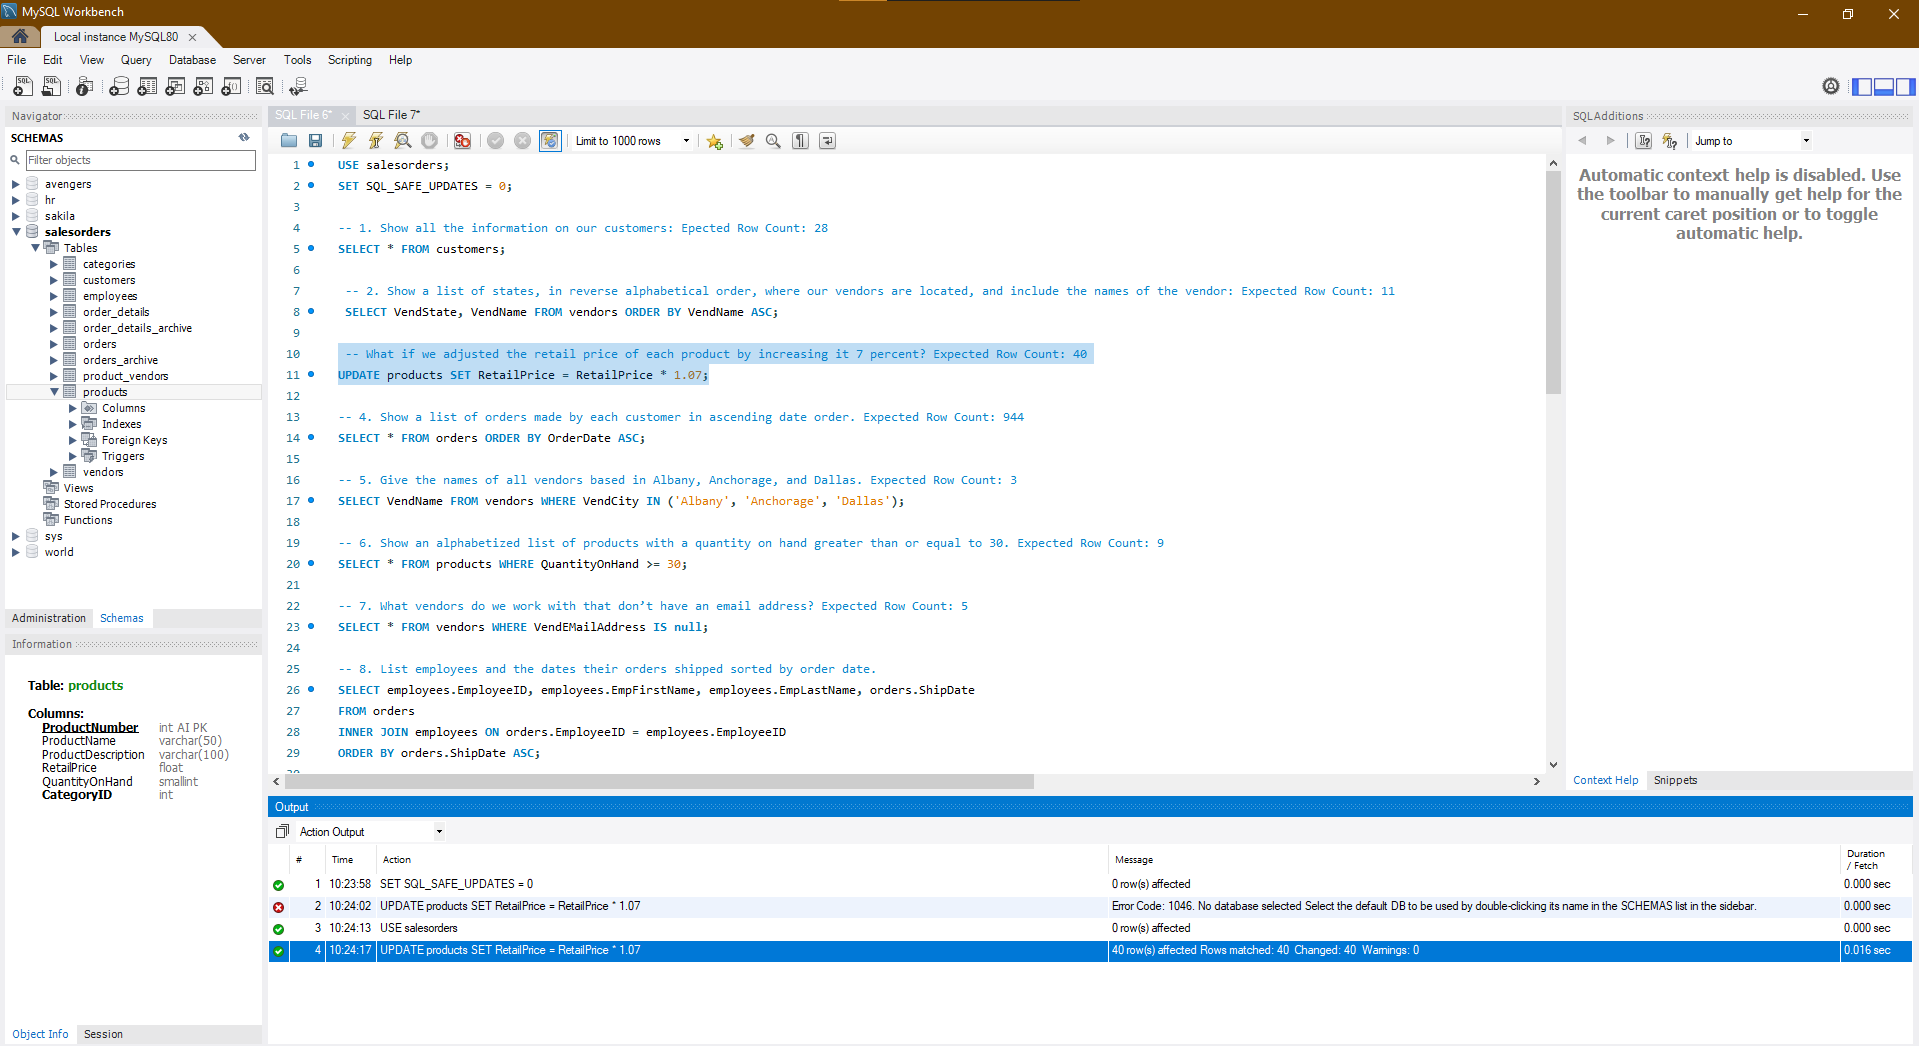 MySQL Workbench
Local instance MySQL80
File Edit View Query Database Server Tools Scripting Help
Navigator
SCHEMAS
Filter objects
avengers
hr
sakila
salesorders
Tables
categories
customers
employees
order_details
order_details_archive
orders
orders_archive
product_vendors
products
Columns
Indexes
Foreign Keys
Triggers
vendors
Views
Stored Procedures
Functions
sys
world
Administration Schemas
Information
Table: products
Columns:
ProductNumber int AI PK
ProductName varchar(50)
ProductDescription varchar(100)
RetailPrice float
QuantityOnHand smallint
CategoryID int
Object Info Session
SQL File 6* SQL File 7*
Limit to 1000 rows
1 USE salesorders;
2 SET SQL_SAFE_UPDATES = 0;
3
4 -- 1. Show all the information on our customers: Epected Row Count: 28
5 SELECT * FROM customers;
6
7 -- 2. Show a list of states, in reverse alphabetical order, where our vendors are located, and include the names of the vendor: Expected Row Count: 11
8 SELECT VendState, VendName FROM vendors ORDER BY VendName ASC;
9
10 -- What if we adjusted the retail price of each product by increasing it 7 percent? Expected Row Count: 40
11 UPDATE products SET RetailPrice = RetailPrice * 1.07;
12
13 -- 4. Show a list of orders made by each customer in ascending date order. Expected Row Count: 944
14 SELECT * FROM orders ORDER BY OrderDate ASC;
15
16 -- 5. Give the names of all vendors based in Albany, Anchorage, and Dallas. Expected Row Count: 3
17 SELECT VendName FROM vendors WHERE VendCity IN ('Albany', 'Anchorage', 'Dallas');
18
19 -- 6. Show an alphabetized list of products with a quantity on hand greater than or equal to 30. Expected Row Count: 9
20 SELECT * FROM products WHERE QuantityOnHand >= 30;
21
22 -- 7. What vendors do we work with that don’t have an email address? Expected Row Count: 5
23 SELECT * FROM vendors WHERE VendEMailAddress IS null;
24
25 -- 8. List employees and the dates their orders shipped sorted by order date.
26 SELECT employees.EmployeeID, employees.EmpFirstName, employees.EmpLastName, orders.ShipDate
27 FROM orders
28 INNER JOIN employees ON orders.EmployeeID = employees.EmployeeID
29 ORDER BY orders.ShipDate ASC;
SQLAdditions
Jump to
Automatic context help is disabled. Use
the toolbar to manually get help for the
current caret position or to toggle
automatic help.
Context Help Snippets
Output
Action Output
# Time Action Message Duration / Fetch
1 10:23:58 SET SQL_SAFE_UPDATES = 0 0 row(s) affected 0.000 sec
2 10:24:02 UPDATE products SET RetailPrice = RetailPrice * 1.07 Error Code: 1046. No database selected Select the default DB to be used by double-clicking its name in the SCHEMAS list in the sidebar. 0.000 sec
3 10:24:13 USE salesorders 0 row(s) affected 0.000 sec
4 10:24:17 UPDATE products SET RetailPrice = RetailPrice * 1.07 40 row(s) affected Rows matched: 40 Changed: 40 Warnings: 0 0.016 sec